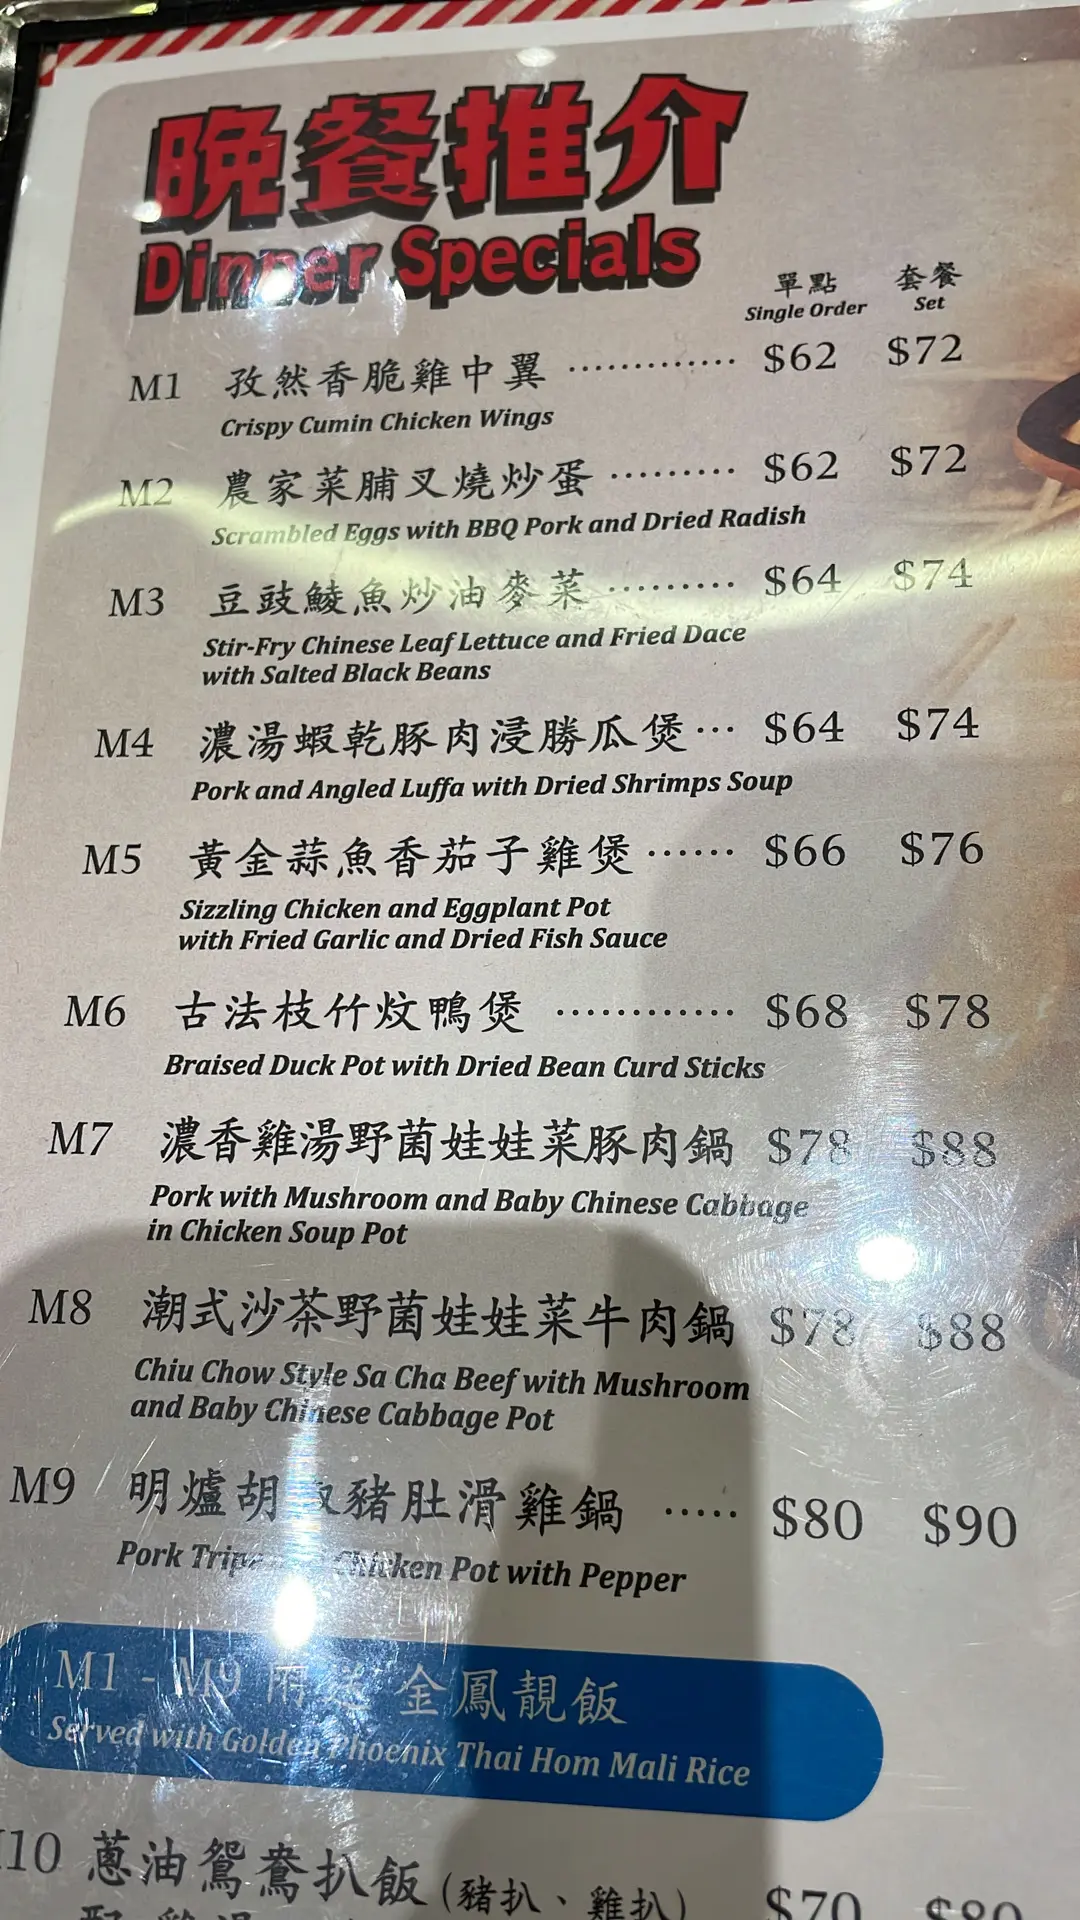 晚餐推介
Dinner Specials
單點 套餐
Single Order Set
M1 孜然香脆雞中翼 ············· $62 $72
Crispy Cumin Chicken Wings
M2 農家菜脯叉燒炒蛋 ········· $62 $72
Scrambled Eggs with BBQ Pork and Dried Radish
M3 豆豉鯪魚炒油麥菜 ········· $64 $74
Stir-Fry Chinese Leaf Lettuce and Fried Dace
with Salted Black Beans
M4 濃湯蝦乾豚肉浸勝瓜煲 ··· $64 $74
Pork and Angled Luffa with Dried Shrimps Soup
M5 黃金蒜魚香茄子雞煲 ······ $66 $76
Sizzling Chicken and Eggplant Pot
with Fried Garlic and Dried Fish Sauce
M6 古法枝竹炆鴨煲 ············· $68 $78
Braised Duck Pot with Dried Bean Curd Sticks
M7 濃香雞湯野菌娃娃菜豚肉鍋 $78 $88
Pork with Mushroom and Baby Chinese Cabbage
in Chicken Soup Pot
M8 潮式沙茶野菌娃娃菜牛肉鍋 $78 $88
Chiu Chow Style Sa Cha Beef with Mushroom
and Baby Chinese Cabbage Pot
M9 明爐胡 豬肚滑雞鍋 ····· $80 $90
Pork Chicken Pot with Pepper
M1 - M9 金鳳靚飯
Served with Golden Phoenix Thai Hom Mali Rice
10 蔥油鴛鴦扒飯 (豬扒、雞扒) $70 $80